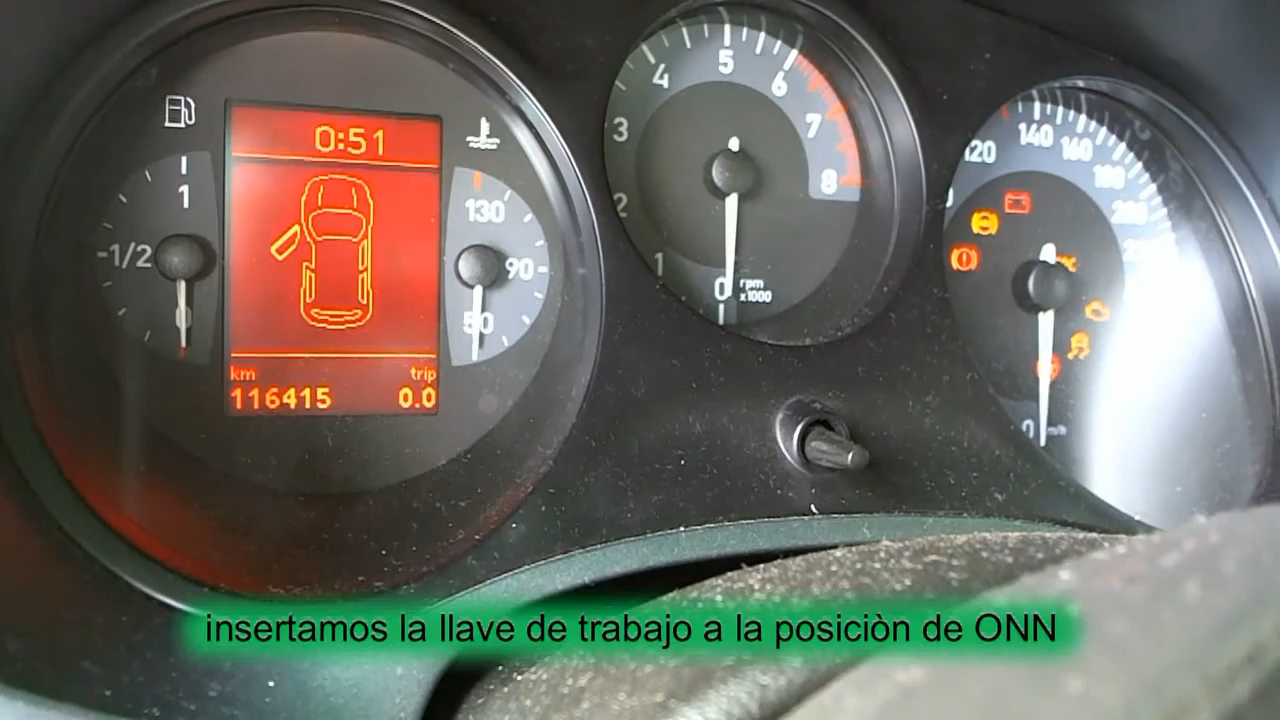 0:51
1
-1/2
0
130
90-
50
km trip
116415 0.0
4 5 6
3 7
2 8
1
0 rpm
x1000
120 140 160
180
200
0
insertamos la llave de trabajo a la posiciòn de ONN